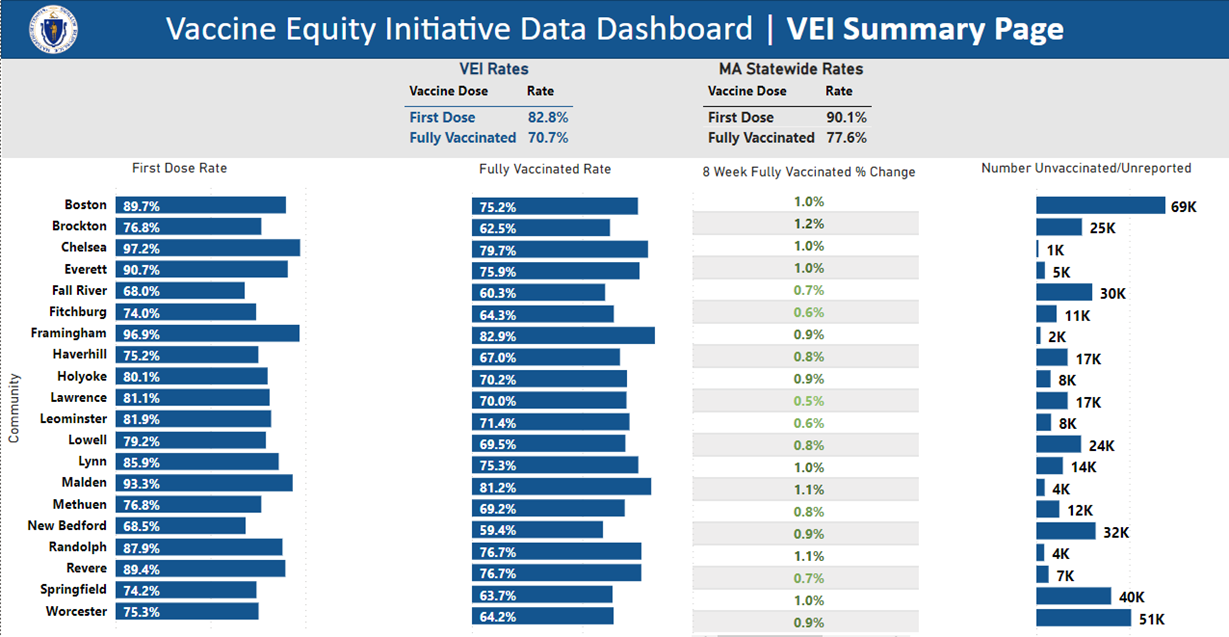 Vaccine Equity Initiative Data Dashboard | VEI Summary Page
VEI Rates
Vaccine Dose Rate
First Dose 82.8%
Fully Vaccinated 70.7%
MA Statewide Rates
Vaccine Dose Rate
First Dose 90.1%
Fully Vaccinated 77.6%
First Dose Rate Fully Vaccinated Rate 8 Week Fully Vaccinated % Change Number Unvaccinated/Unreported
Community
Boston 89.7% 75.2% 1.0% 69K
Brockton 76.8% 62.5% 1.2% 25K
Chelsea 97.2% 79.7% 1.0% 1K
Everett 90.7% 75.9% 1.0% 5K
Fall River 68.0% 60.3% 0.7% 30K
Fitchburg 74.0% 64.3% 0.6% 11K
Framingham 96.9% 82.9% 0.9% 2K
Haverhill 75.2% 67.0% 0.8% 17K
Holyoke 80.1% 70.2% 0.9% 8K
Lawrence 81.1% 70.0% 0.5% 17K
Leominster 81.9% 71.4% 0.6% 8K
Lowell 79.2% 69.5% 0.8% 24K
Lynn 85.9% 75.3% 1.0% 14K
Malden 93.3% 81.2% 1.1% 4K
Methuen 76.8% 69.2% 0.8% 12K
New Bedford 68.5% 59.4% 0.9% 32K
Randolph 87.9% 76.7% 1.1% 4K
Revere 89.4% 76.7% 0.7% 7K
Springfield 74.2% 63.7% 1.0% 40K
Worcester 75.3% 64.2% 0.9% 51K